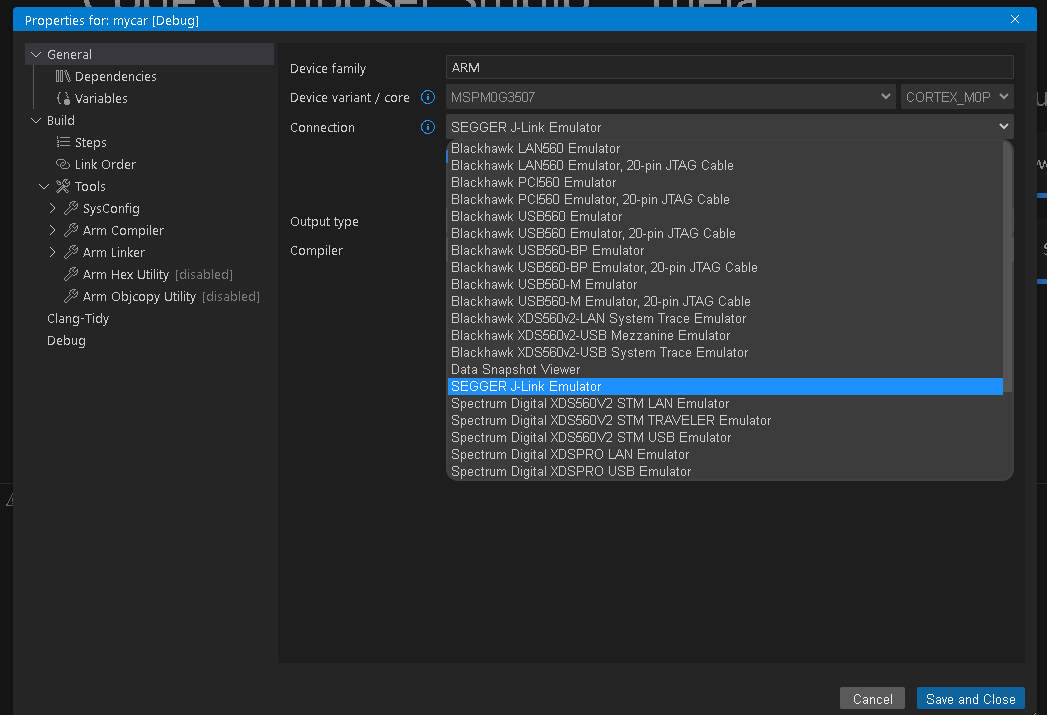 Code Composer Studio Theia
Properties for: mycar [Debug]
General
Dependencies
Variables
Build
Steps
Link Order
Tools
SysConfig
Arm Compiler
Arm Linker
Arm Hex Utility [disabled]
Arm Objcopy Utility [disabled]
Clang-Tidy
Debug
Device family ARM
Device variant / core MSPM0G3507 CORTEX_M0P
Connection SEGGER J-Link Emulator
Output type
Compiler
Blackhawk LAN560 Emulator
Blackhawk LAN560 Emulator, 20-pin JTAG Cable
Blackhawk PCI560 Emulator
Blackhawk PCI560 Emulator, 20-pin JTAG Cable
Blackhawk USB560 Emulator
Blackhawk USB560 Emulator, 20-pin JTAG Cable
Blackhawk USB560-BP Emulator
Blackhawk USB560-BP Emulator, 20-pin JTAG Cable
Blackhawk USB560-M Emulator
Blackhawk USB560-M Emulator, 20-pin JTAG Cable
Blackhawk XDS560v2-LAN System Trace Emulator
Blackhawk XDS560v2-USB Mezzanine Emulator
Blackhawk XDS560v2-USB System Trace Emulator
Data Snapshot Viewer
SEGGER J-Link Emulator
Spectrum Digital XDS560V2 STM LAN Emulator
Spectrum Digital XDS560V2 STM TRAVELER Emulator
Spectrum Digital XDS560V2 STM USB Emulator
Spectrum Digital XDSPRO LAN Emulator
Spectrum Digital XDSPRO USB Emulator
Cancel
Save and Close